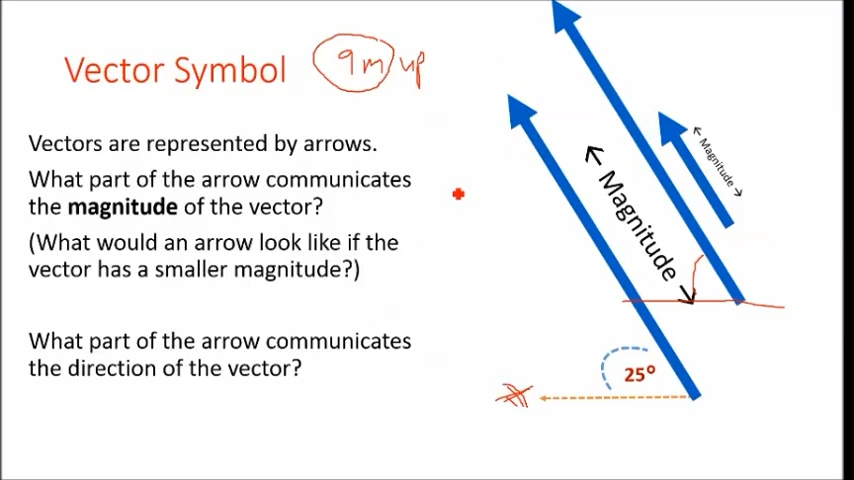 Vector Symbol
9m up
Vectors are represented by arrows.
What part of the arrow communicates
the magnitude of the vector?
(What would an arrow look like if the
vector has a smaller magnitude?)
What part of the arrow communicates
the direction of the vector?
← Magnitude →
← Magnitude →
25°